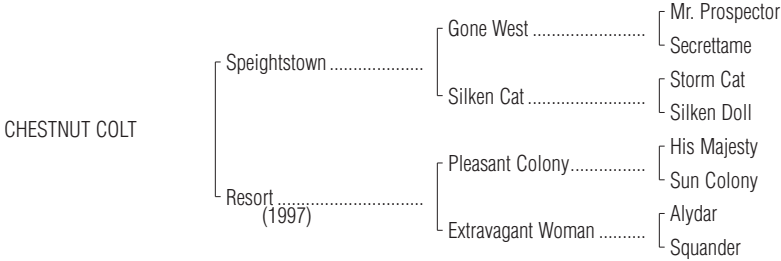 Mr. Prospector
Gone West ........................
Secrettame
Speightstown ....................
Storm Cat
Silken Cat .........................
Silken Doll
CHESTNUT COLT
His Majesty
Pleasant Colony................
Sun Colony
Resort ...............................
(1997)
Alydar
Extravagant Woman ..........
Squander